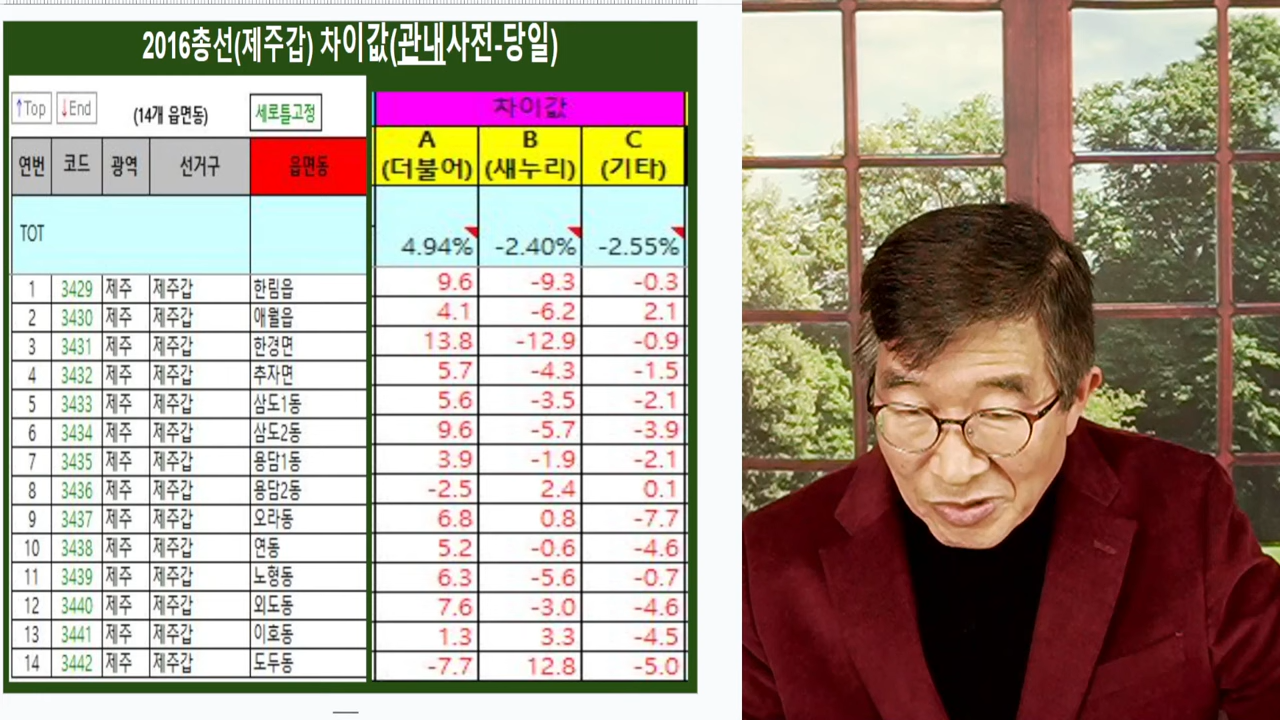 2016총선(제주갑) 차이값(관내사전-당일)
↑Top ↓End (14개 읍면동) 세로틀고정 차이값
연번 코드 광역 선거구 읍면동 A (더불어) B (새누리) C (기타)
TOT 4.94% -2.40% -2.55%
1 3429 제주 제주갑 한림읍 9.6 -9.3 -0.3
2 3430 제주 제주갑 애월읍 4.1 -6.2 2.1
3 3431 제주 제주갑 한경면 13.8 -12.9 -0.9
4 3432 제주 제주갑 추자면 5.7 -4.3 -1.5
5 3433 제주 제주갑 삼도1동 5.6 -3.5 -2.1
6 3434 제주 제주갑 삼도2동 9.6 -5.7 -3.9
7 3435 제주 제주갑 용담1동 3.9 -1.9 -2.1
8 3436 제주 제주갑 용담2동 -2.5 2.4 0.1
9 3437 제주 제주갑 오라동 6.8 0.8 -7.7
10 3438 제주 제주갑 연동 5.2 -0.6 -4.6
11 3439 제주 제주갑 노형동 6.3 -5.6 -0.7
12 3440 제주 제주갑 외도동 7.6 -3.0 -4.6
13 3441 제주 제주갑 이호동 1.3 3.3 -4.5
14 3442 제주 제주갑 도두동 -7.7 12.8 -5.0